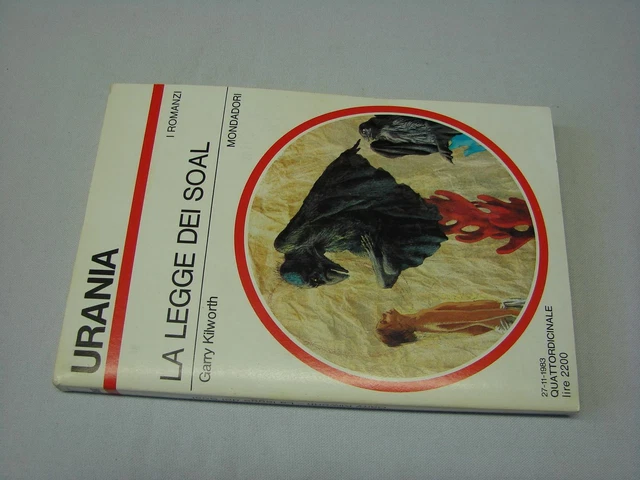 URANIA
I ROMANZI
LA LEGGE DEI SOAL
Garry Kilworth
MONDADORI
27-11-1983
QUATTORDICINALE
lire 2200